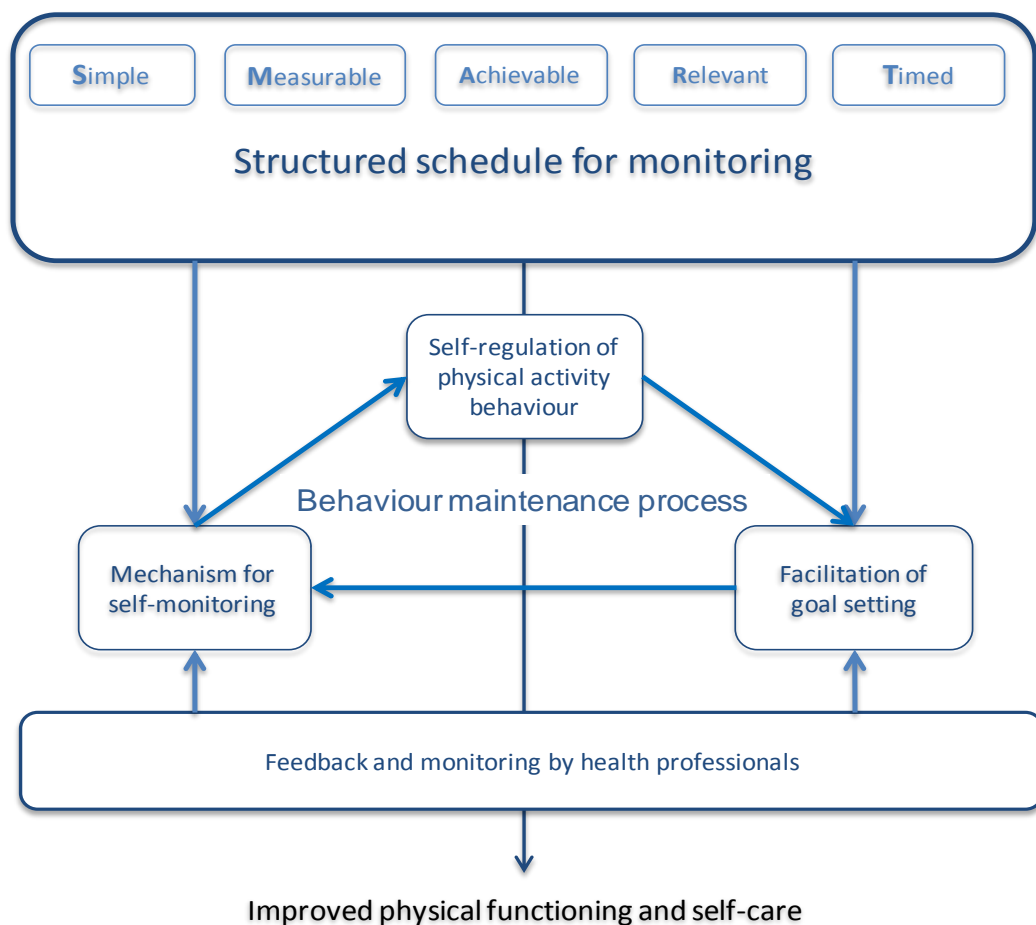 Simple Measurable Achievable Relevant Timed
Structured schedule for monitoring
Self-regulation of
physical activity
behaviour
Behaviour maintenance process
Mechanism for
self-monitoring
Facilitation of
goal setting
Feedback and monitoring by health professionals
Improved physical functioning and self-care